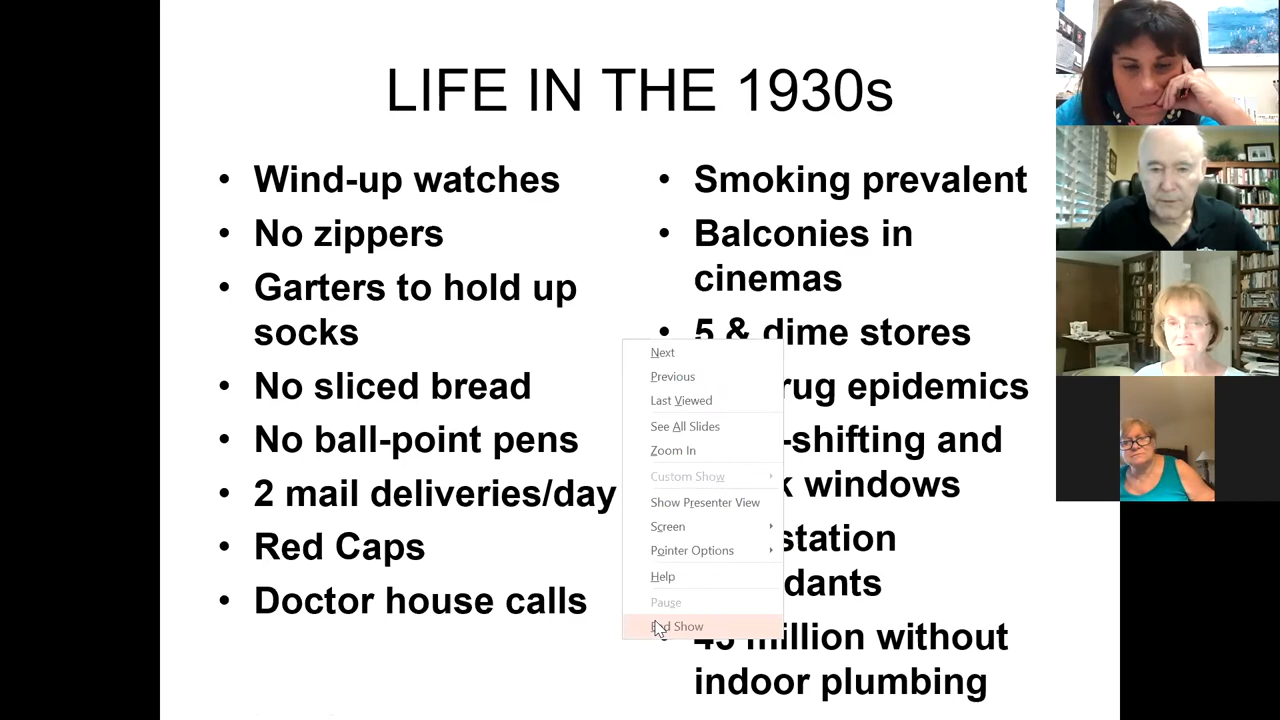 LIFE IN THE 1930s
• Wind-up watches
• No zippers
• Garters to hold up
socks
• No sliced bread
• No ball-point pens
• 2 mail deliveries/day
• Red Caps
• Doctor house calls
• Smoking prevalent
• Balconies in
cinemas
• 5 & dime stores
epidemics
-shifting and
windows
station
• million without
indoor plumbing
Next
Previous
Last Viewed
See All Slides
Zoom In
Custom Show
Show Presenter View
Screen
Pointer Options
Help
Pause
End Show